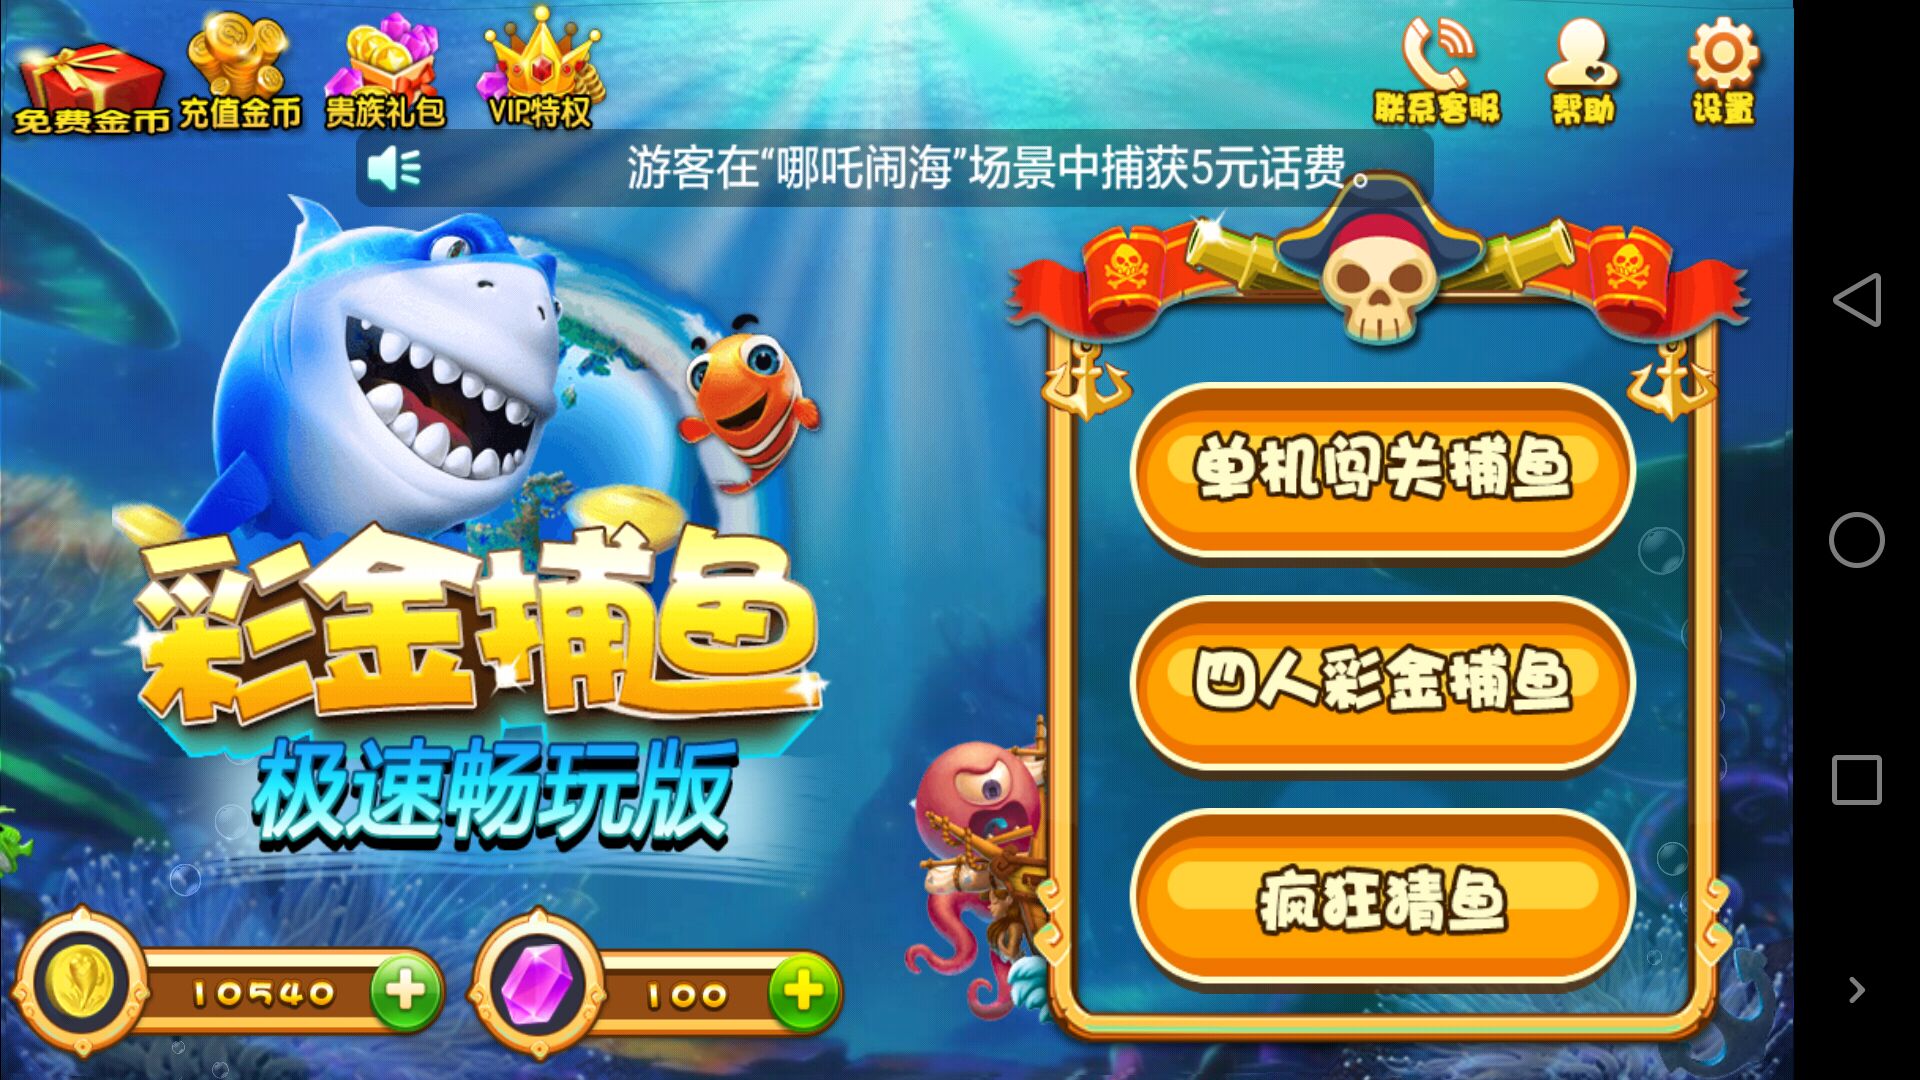 免费金币
充值金币
贵族礼包
VIP特权
联系客服
帮助
设置
游客在“哪吒闹海”场景中捕获5元话费。
彩金捕鱼
极速畅玩版
单机闯关捕鱼
四人彩金捕鱼
疯狂猜鱼
10540
100